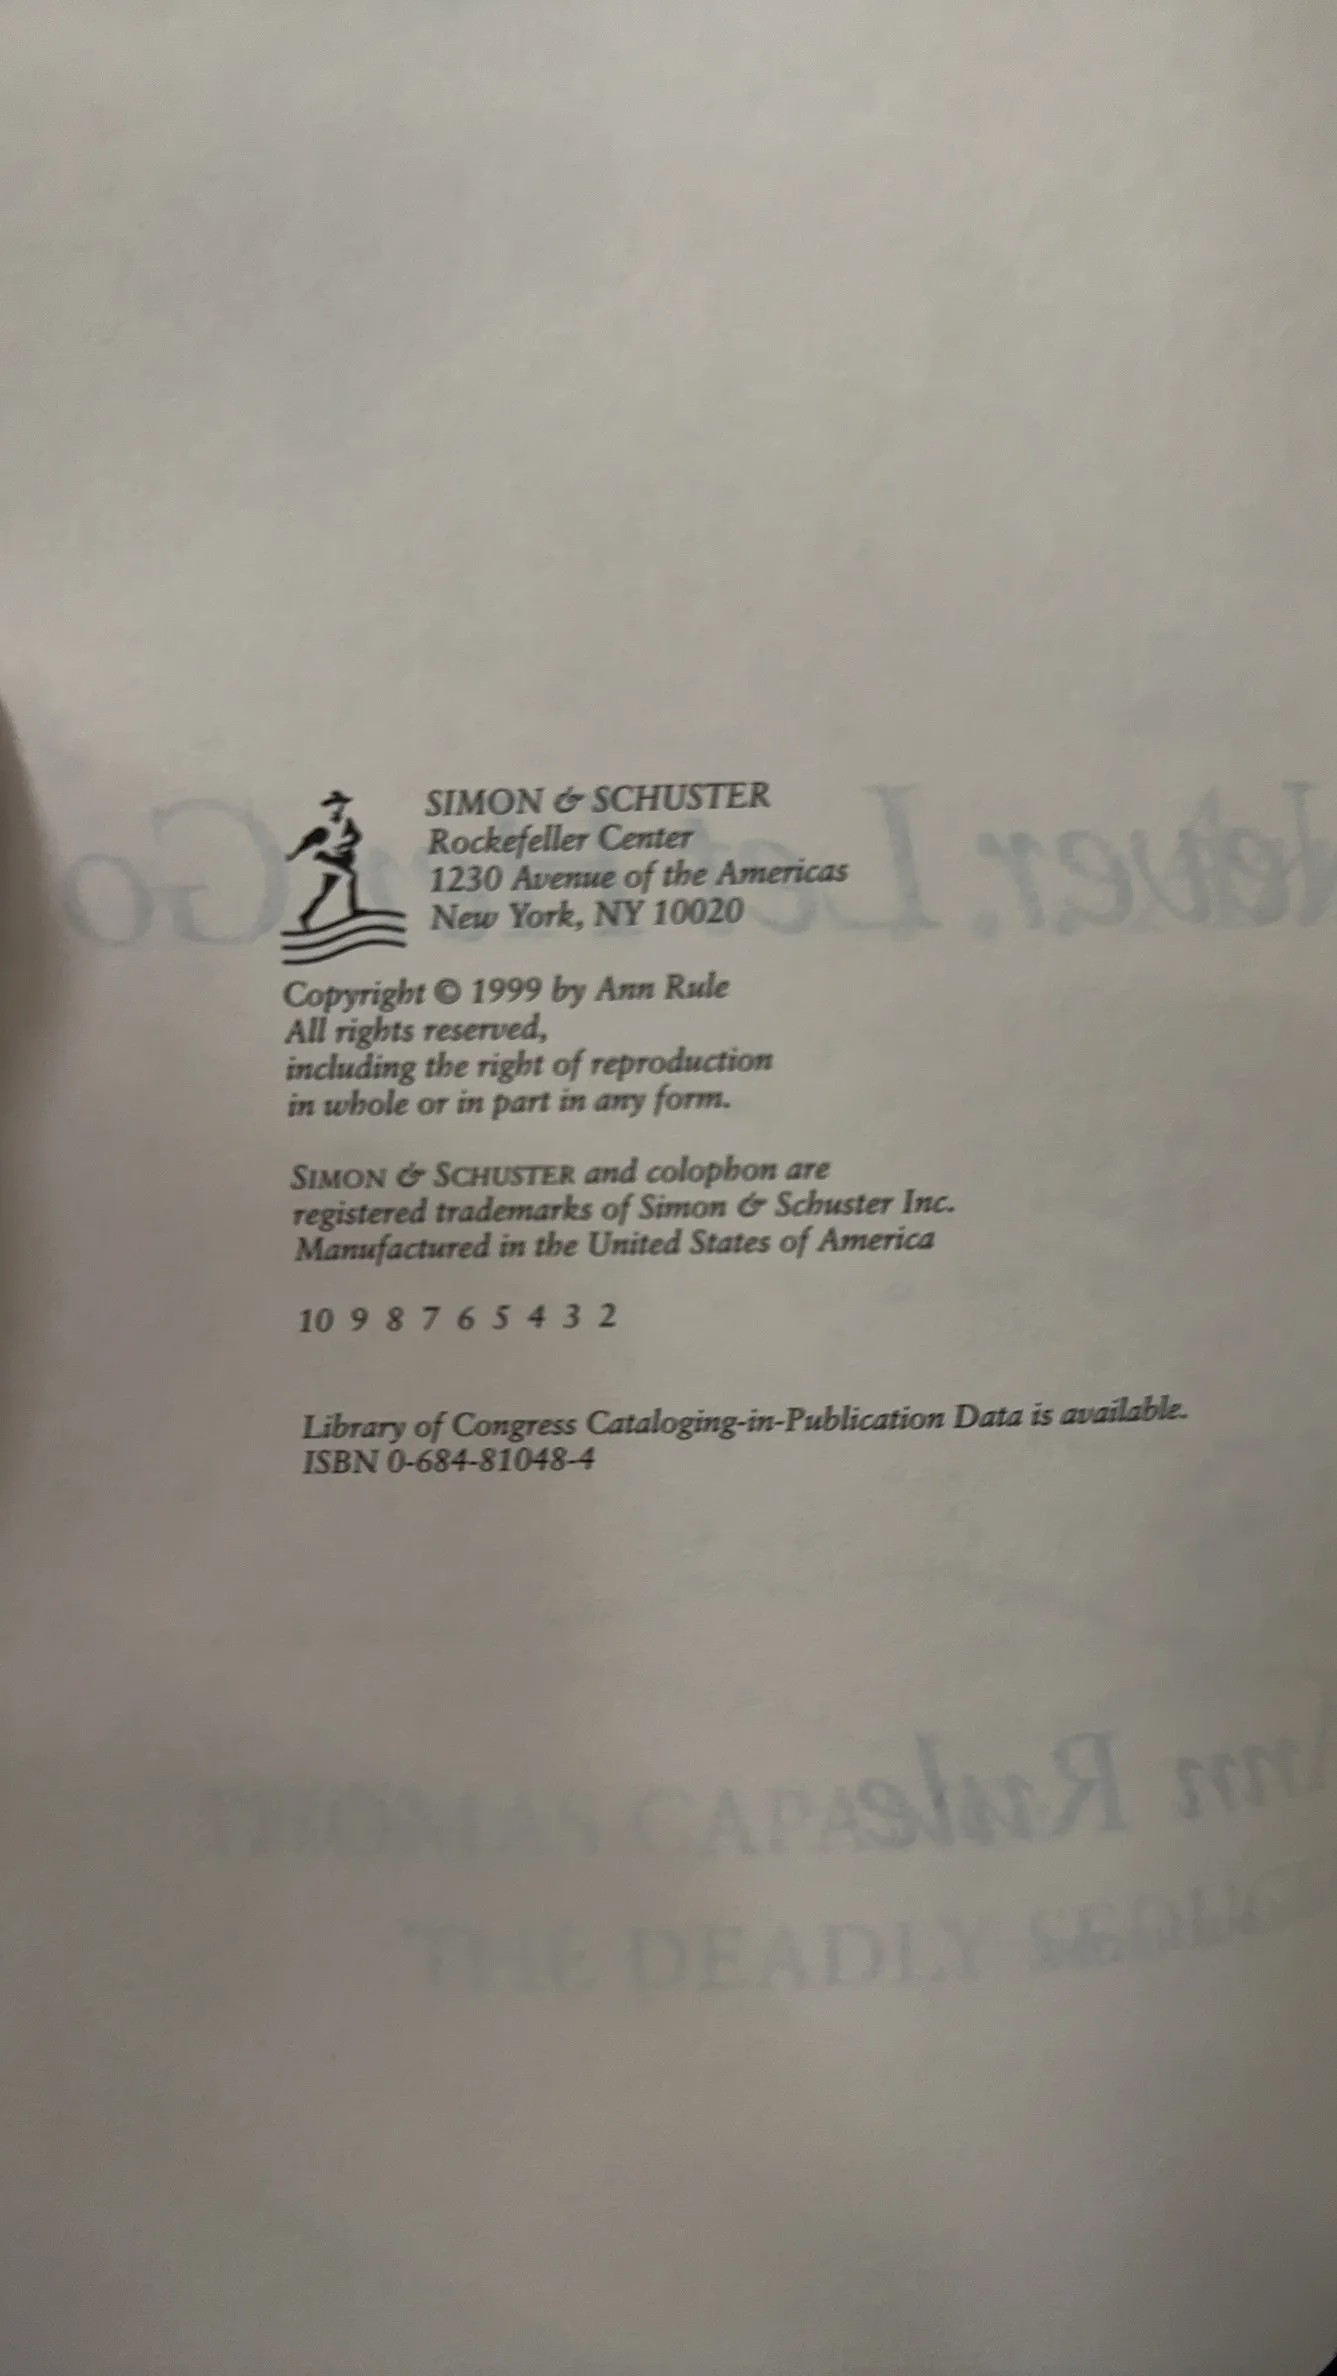 SIMON & SCHUSTER
Rockefeller Center
1230 Avenue of the Americas
New York, NY 10020
Copyright © 1999 by Ann Rule
All rights reserved,
including the right of reproduction
in whole or in part in any form.
SIMON & SCHUSTER and colophon are
registered trademarks of Simon & Schuster Inc.
Manufactured in the United States of America
10 9 8 7 6 5 4 3 2
Library of Congress Cataloging-in-Publication Data is available.
ISBN 0-684-81048-4
Rule
THE DEADLY